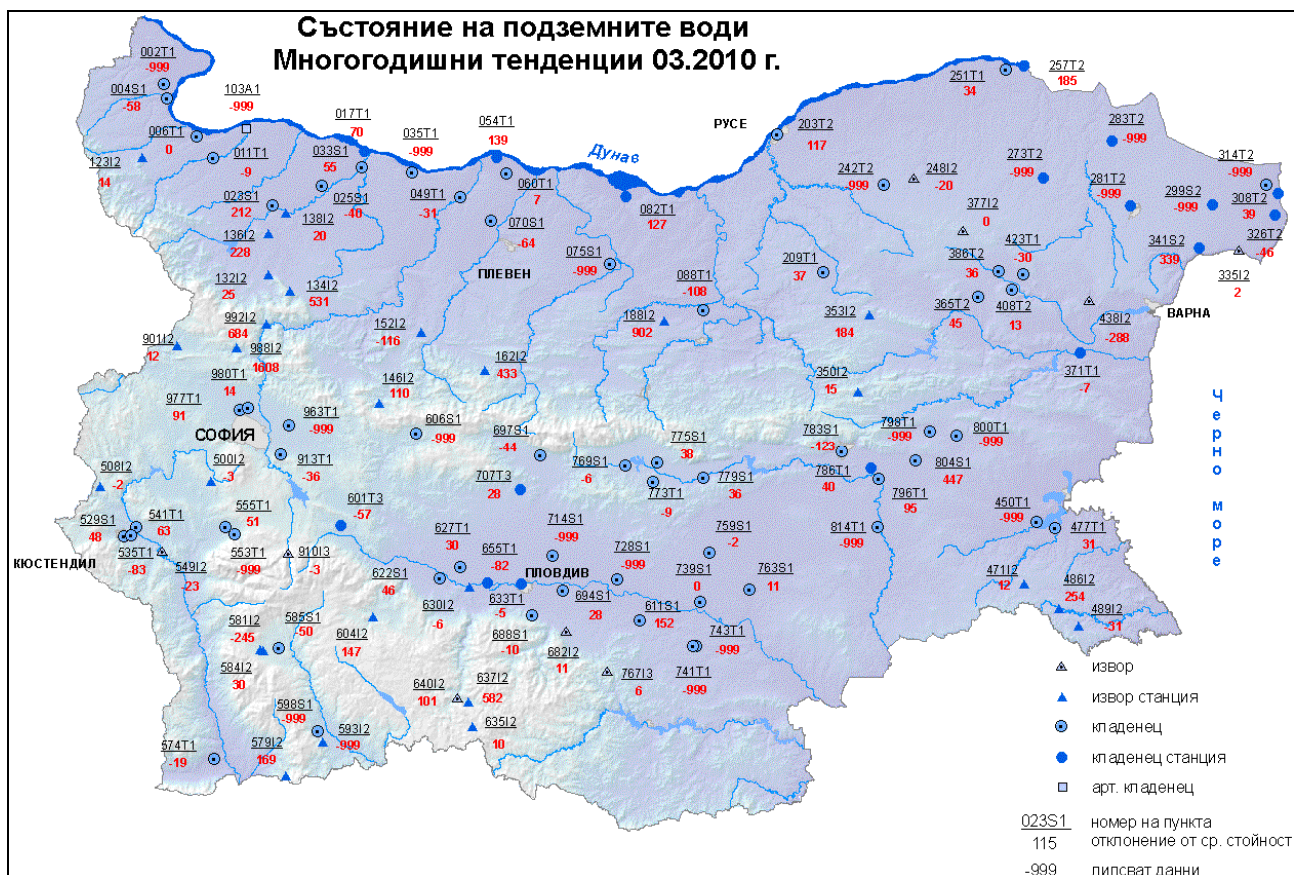 Състояние на подземните води
Многогодишни тенденции 03.2010 г.
002T1
-999
004S1
-58
103A1
-999
006T1
0
011T1
-9
123I2
14
017T1
70
033S1
55
035T1
-999
054T1
139
028S1
212
025S1
-40
138I2
20
136I2
228
049T1
-31
060T1
7
070S1
-64
Дунав
082T1
127
075S1
-999
ПЛЕВЕН
РУСЕ
203T2
117
251T1
34
257T2
185
283T2
-999
242T2
999
248I2
-20
273T2
-999
281T2
-999
299S2
-999
314T2
-999
308T2
39
326T2
-46
335I2
2
341S2
339
377I2
0
386T2
36
423T1
-30
209T1
37
088T1
-108
365T2
45
408T2
13
438I2
-288
ВАРНА
132I2
25
134I2
531
992I2
684
988I2
1608
901I2
12
152I2
-116
188I2
902
353I2
184
162I2
433
146I2
110
350I2
15
371T1
-7
980T1
14
977T1
91
СОФИЯ
963T1
-999
606S1
-999
697S1
-44
775S1
38
783S1
-123
798T1
-999
800T1
-999
Черно море
508I2
-2
500I2
-3
913T1
-36
769S1
-6
773T1
-9
779S1
36
786T1
40
796T1
95
804S1
447
707T3
28
601T3
-57
529S1
48
541T1
63
555T1
51
535T1
-83
КЮСТЕНДИЛ
549I2
-23
553T1
-999
910I3
-3
627T1
30
655T1
-82
714S1
-999
ПЛОВДИВ
728S1
-999
759S1
-2
814T1
-999
450T1
-999
477T1
31
622S1
46
630I2
-6
633T1
-5
694S1
28
739S1
0
763S1
11
611S1
152
471I2
12
486I2
254
489I2
-31
581I2
-245
585S1
-50
604I2
147
688S1
-10
682I2
11
743T1
-999
741T1
-999
767I3
6
584I2
30
640I2
101
637I2
582
635I2
10
598S1
-999
593I2
-999
574T1
-19
579I2
169
извор
извор станция
кладенец
кладенец станция
арт. кладенец
023S1 номер на пункта
115 отклонение от ср. стойност
-999 липсват данни